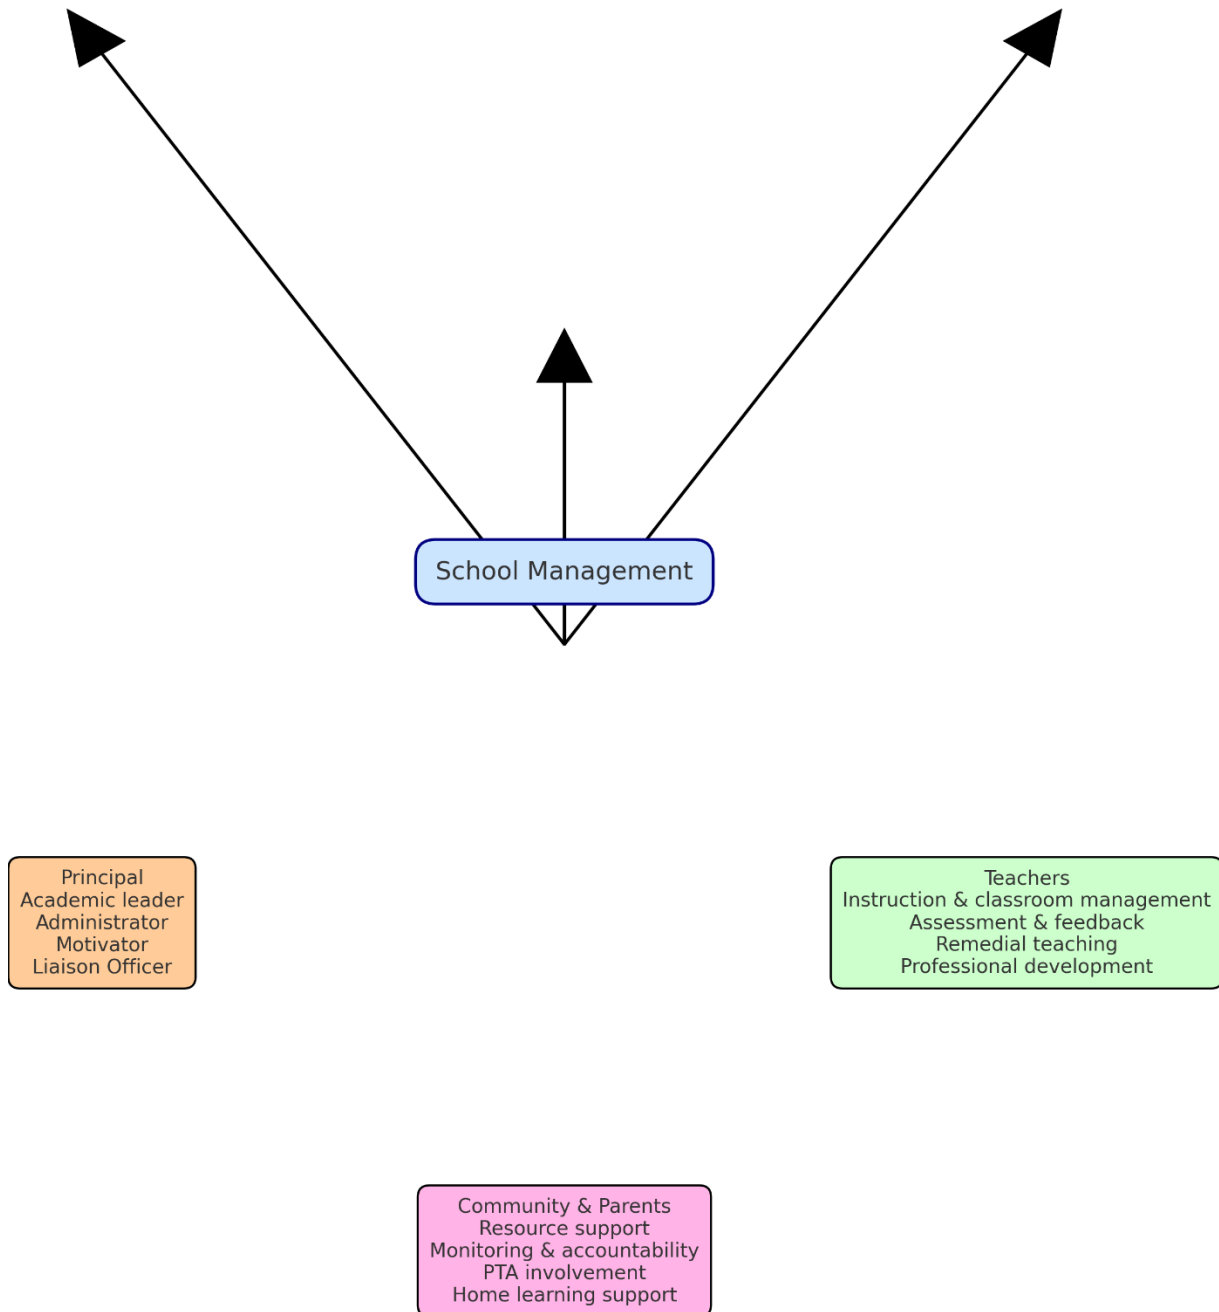 School Management
Principal
Academic leader
Administrator
Motivator
Liaison Officer
Teachers
Instruction & classroom management
Assessment & feedback
Remedial teaching
Professional development
Community & Parents
Resource support
Monitoring & accountability
PTA involvement
Home learning support